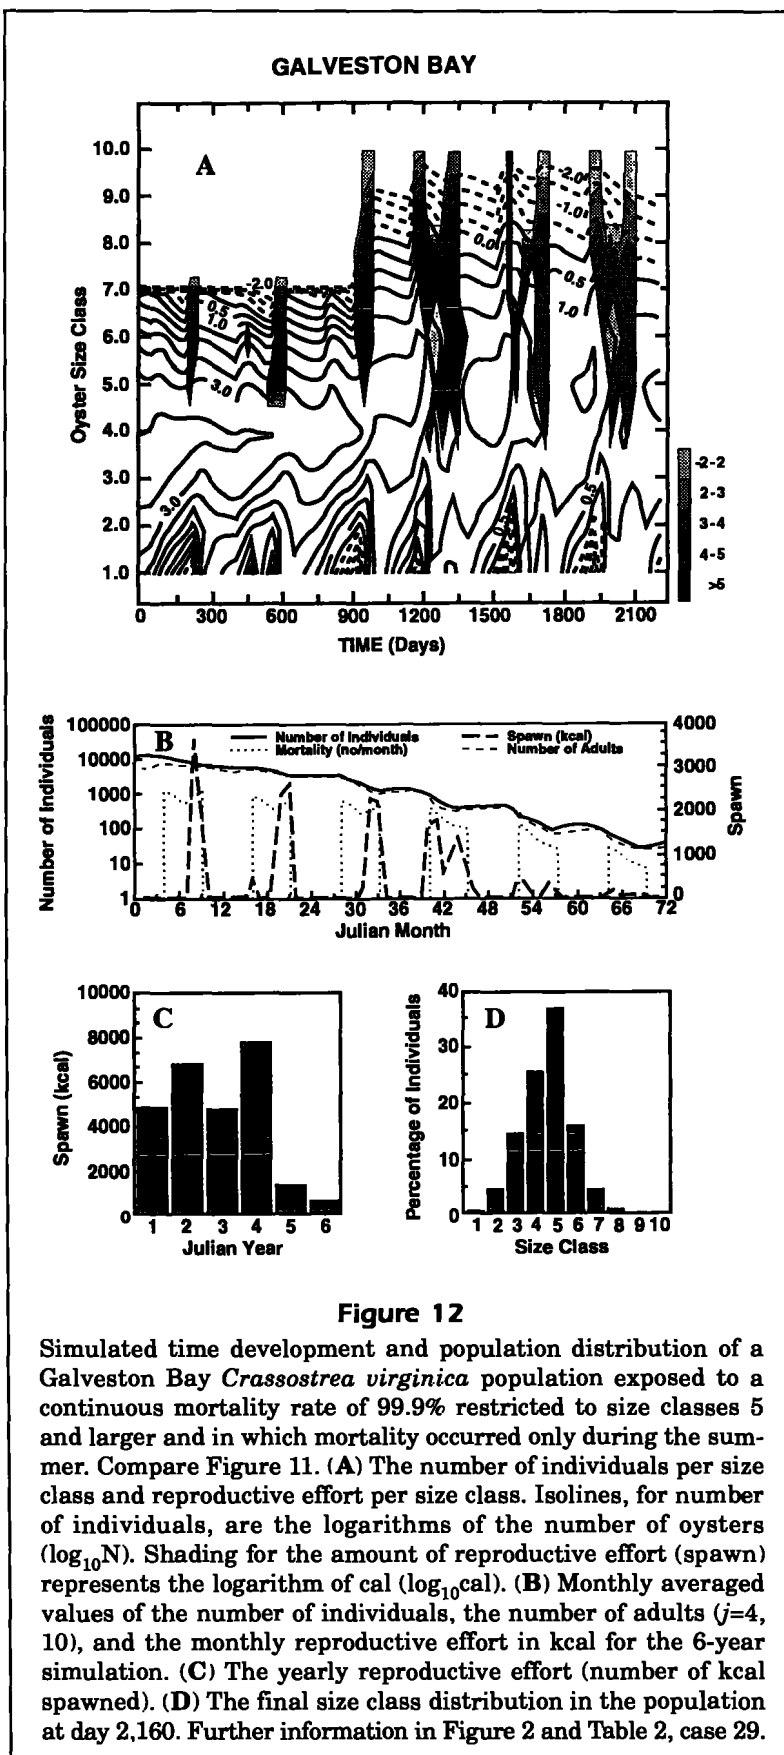 GALVESTON BAY
A
10.0
9.0
8.0
7.0
6.0
5.0
4.0
3.0
2.0
1.0
Oyster Size Class
-2.0
-1.0
0.0
0.5
1.0
-2.0
0.5
1.0
3.0
3.0
0.5
0.5
0 300 600 900 1200 1500 1800 2100
TIME (Days)
-2-2
2-3
3-4
4-5
>5
B
Number of Individuals
Mortality (no/month)
Spawn (kcal)
Number of Adults
Number of Individuals
100000
10000
1000
100
10
1
4000
3000
2000
1000
0
Spawn
0 6 12 18 24 30 36 42 48 54 60 66 72
Julian Month
C
Spawn (kcal)
10000
8000
6000
4000
2000
0
1 2 3 4 5 6
Julian Year
D
Percentage of Individuals
40
30
20
10
0
1 2 3 4 5 6 7 8 9 10
Size Class
Figure 12
Simulated time development and population distribution of a
Galveston Bay Crassostrea virginica population exposed to a
continuous mortality rate of 99.9% restricted to size classes 5
and larger and in which mortality occurred only during the sum-
mer. Compare Figure 11. (A) The number of individuals per size
class and reproductive effort per size class. Isolines, for number
of individuals, are the logarithms of the number of oysters
(log10N). Shading for the amount of reproductive effort (spawn)
represents the logarithm of cal (log10cal). (B) Monthly averaged
values of the number of individuals, the number of adults (j=4,
10), and the monthly reproductive effort in kcal for the 6-year
simulation. (C) The yearly reproductive effort (number of kcal
spawned). (D) The final size class distribution in the population
at day 2,160. Further information in Figure 2 and Table 2, case 29.